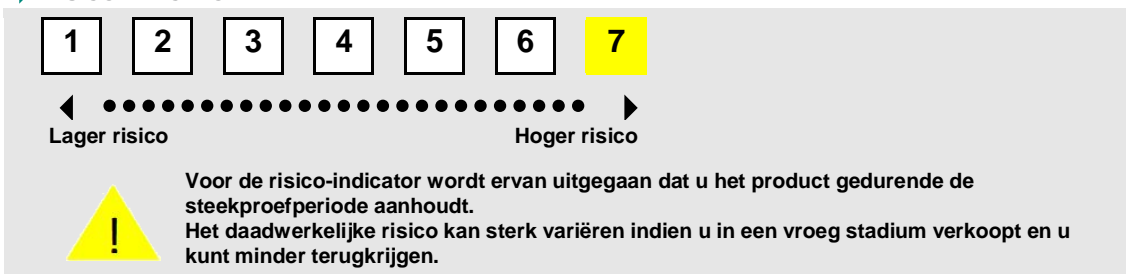 1 2 3 4 5 6 7
Lager risico Hoger risico
Voor de risico-indicator wordt ervan uitgegaan dat u het product gedurende de
steekproefperiode aanhoudt.
! Het daadwerkelijke risico kan sterk variëren indien u in een vroeg stadium verkoopt en u
kunt minder terugkrijgen.